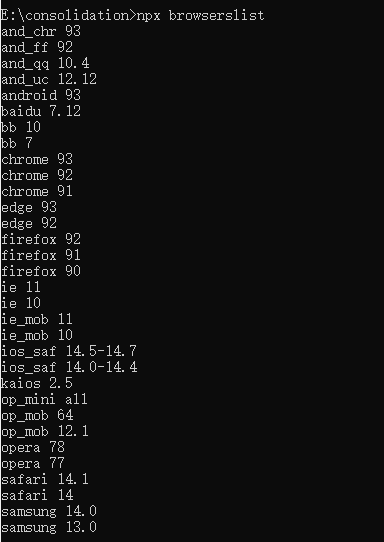 E:\consolidation>npx browserslist
and_chr 93
and_ff 92
and_qq 10.4
and_uc 12.12
android 93
baidu 7.12
bb 10
bb 7
chrome 93
chrome 92
chrome 91
edge 93
edge 92
firefox 92
firefox 91
firefox 90
ie 11
ie 10
ie_mob 11
ie_mob 10
ios_saf 14.5-14.7
ios_saf 14.0-14.4
kaios 2.5
op_mini all
op_mob 64
op_mob 12.1
opera 78
opera 77
safari 14.1
safari 14
samsung 14.0
samsung 13.0